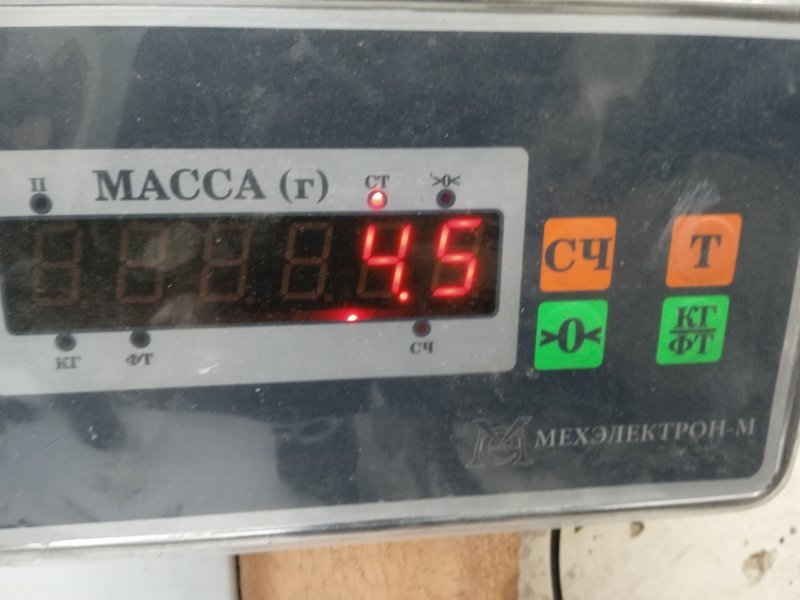 П МАССА (г) СТ >0<
4.5
КГ ФТ СЧ
СЧ Т
>0< КГ/ФТ
МЕХЭЛЕКТРОН-М